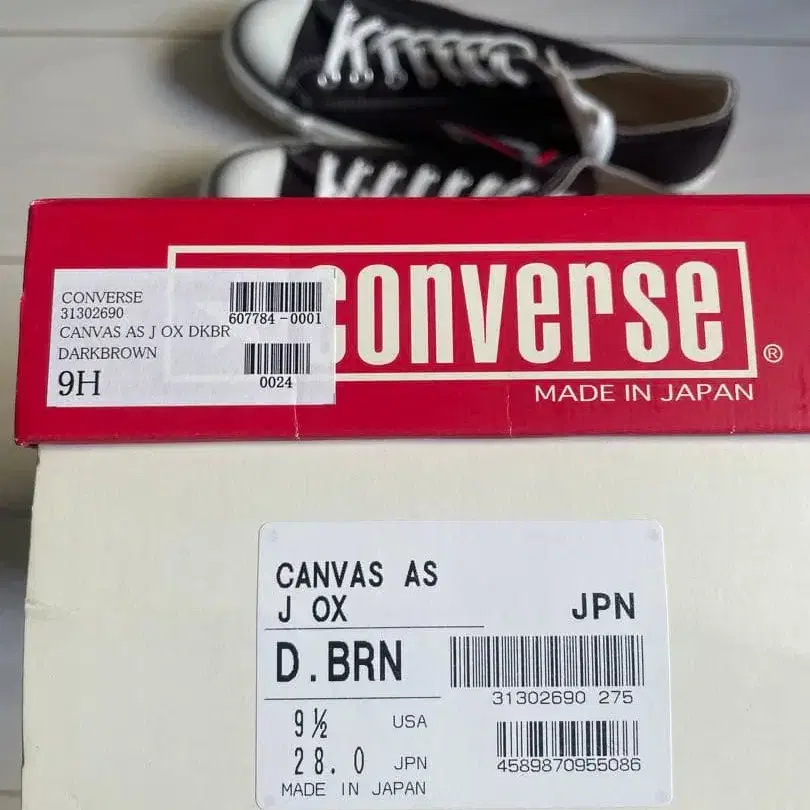 CONVERSE
31302690
607784-0001
CANVAS AS J OX DKBR
DARKBROWN
9H
0024
converse
®
MADE IN JAPAN
CANVAS AS
J OX
JPN
D.BRN
31302690 275
9½ USA
28.0 JPN
4589870955086
MADE IN JAPAN